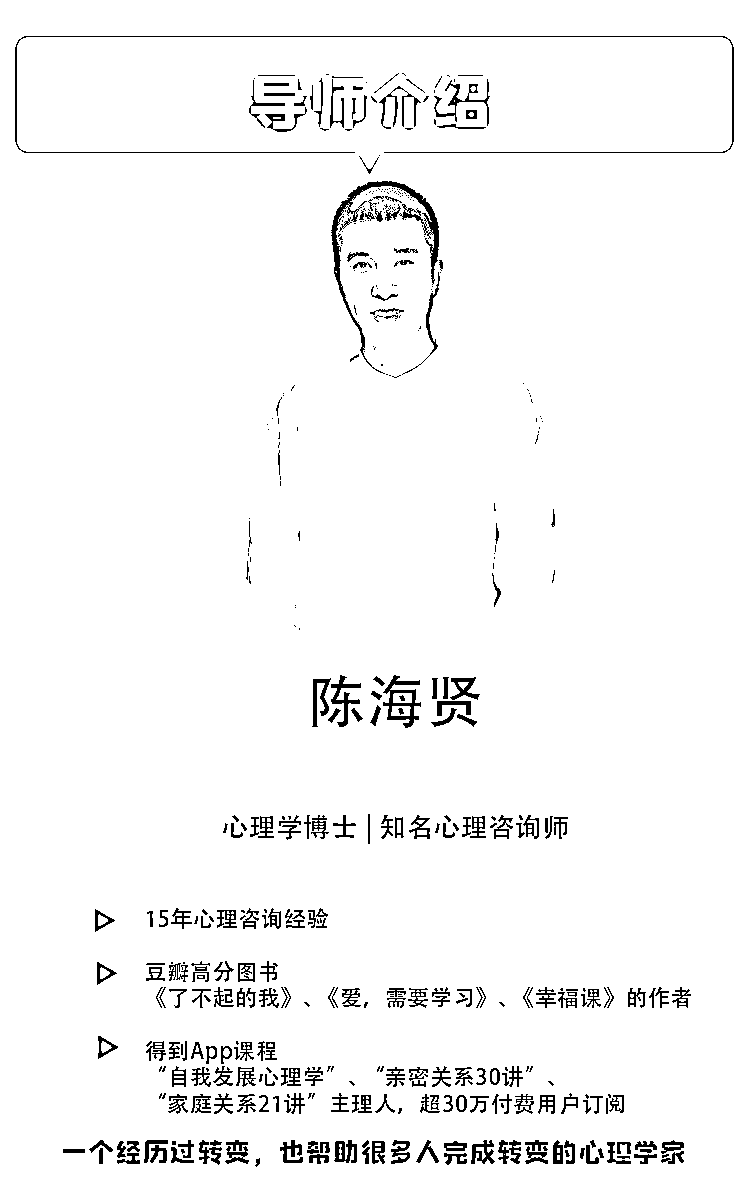 导师介绍
陈海贤
心理学博士|知名心理咨询师
15年心理咨询经验
豆瓣高分图书
《了不起的我》、《爱，需要学习》、《幸福课》的作者
得到App课程
“自我发展心理学”、“亲密关系30讲”、
“家庭关系21讲”主理人，超30万付费用户订阅
一个经历过转变，也帮助很多人完成转变的心理学家